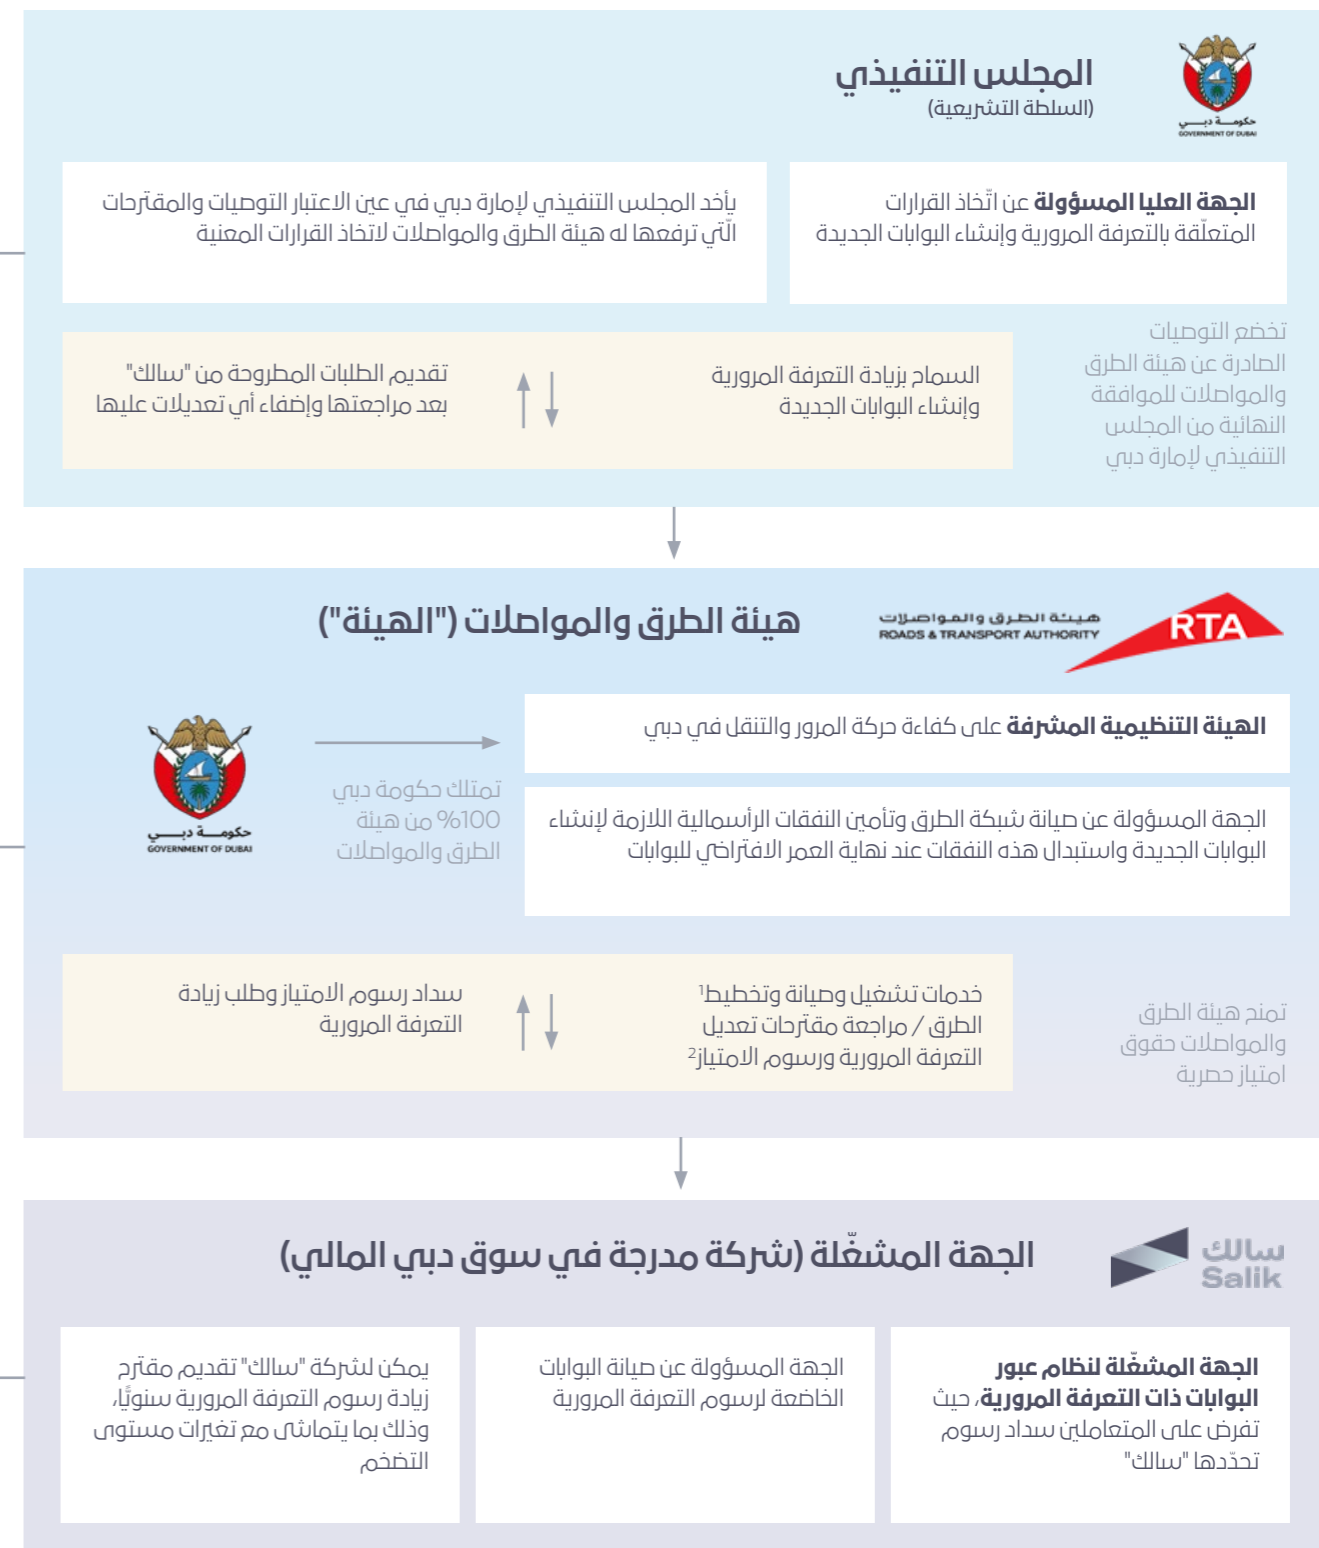 حكومة دبي
GOVERNMENT OF DUBAI
المجلس التنفيذي
(السلطة التشريعية)
الجهة العليا المسؤولة عن اتّخاذ القرارات
المتعلّقة بالتعرفة المرورية وإنشاء البوابات الجديدة
يأخد المجلس التنفيذي لإمارة دبي في عين الاعتبار التوصيات والمقترحات
الّتي ترفعها له هيئة الطرق والمواصلات لاتخاذ القرارات المعنية
تخضع التوصيات
الصادرة عن هيئة الطرق
والمواصلات للموافقة
النهائية من المجلس
التنفيذي لإمارة دبي
السماح بزيادة التعرفة المرورية
وإنشاء البوابات الجديدة
تقديم الطلبات المطروحة من "سالك"
بعد مراجعتها وإضفاء أي تعديلات عليها
RTA
هيئة الطرق والمواصلات
ROADS & TRANSPORT AUTHORITY
هيئة الطرق والمواصلات ("الهيئة")
الهيئة التنظيمية المشرفة على كفاءة حركة المرور والتنقل في دبي
الجهة المسؤولة عن صيانة شبكة الطرق وتأمين النفقات الرأسمالية اللازمة لإنشاء
البوابات الجديدة واستبدال هذه النفقات عند نهاية العمر الافتراضي للبوابات
تمتلك حكومة دبي
100% من هيئة
الطرق والمواصلات
حكومة دبي
GOVERNMENT OF DUBAI
تمنح هيئة الطرق
والمواصلات حقوق
امتياز حصرية
خدمات تشغيل وصيانة وتخطيط¹
الطرق / مراجعة مقترحات تعديل
التعرفة المرورية ورسوم الامتياز²
سداد رسوم الامتياز وطلب زيادة
التعرفة المرورية
سالك
Salik
الجهة المشغّلة (شركة مدرجة في سوق دبي المالي)
الجهة المشغّلة لنظام عبور
البوابات ذات التعرفة المرورية، حيث
تفرض على المتعاملين سداد رسوم
تحدّدها "سالك"
الجهة المسؤولة عن صيانة البوابات
الخاضعة لرسوم التعرفة المرورية
يمكن لشركة "سالك" تقديم مقترح
زيادة رسوم التعرفة المرورية سنويًّا،
وذلك بما يتماشى مع تغيرات مستوى
التضخم